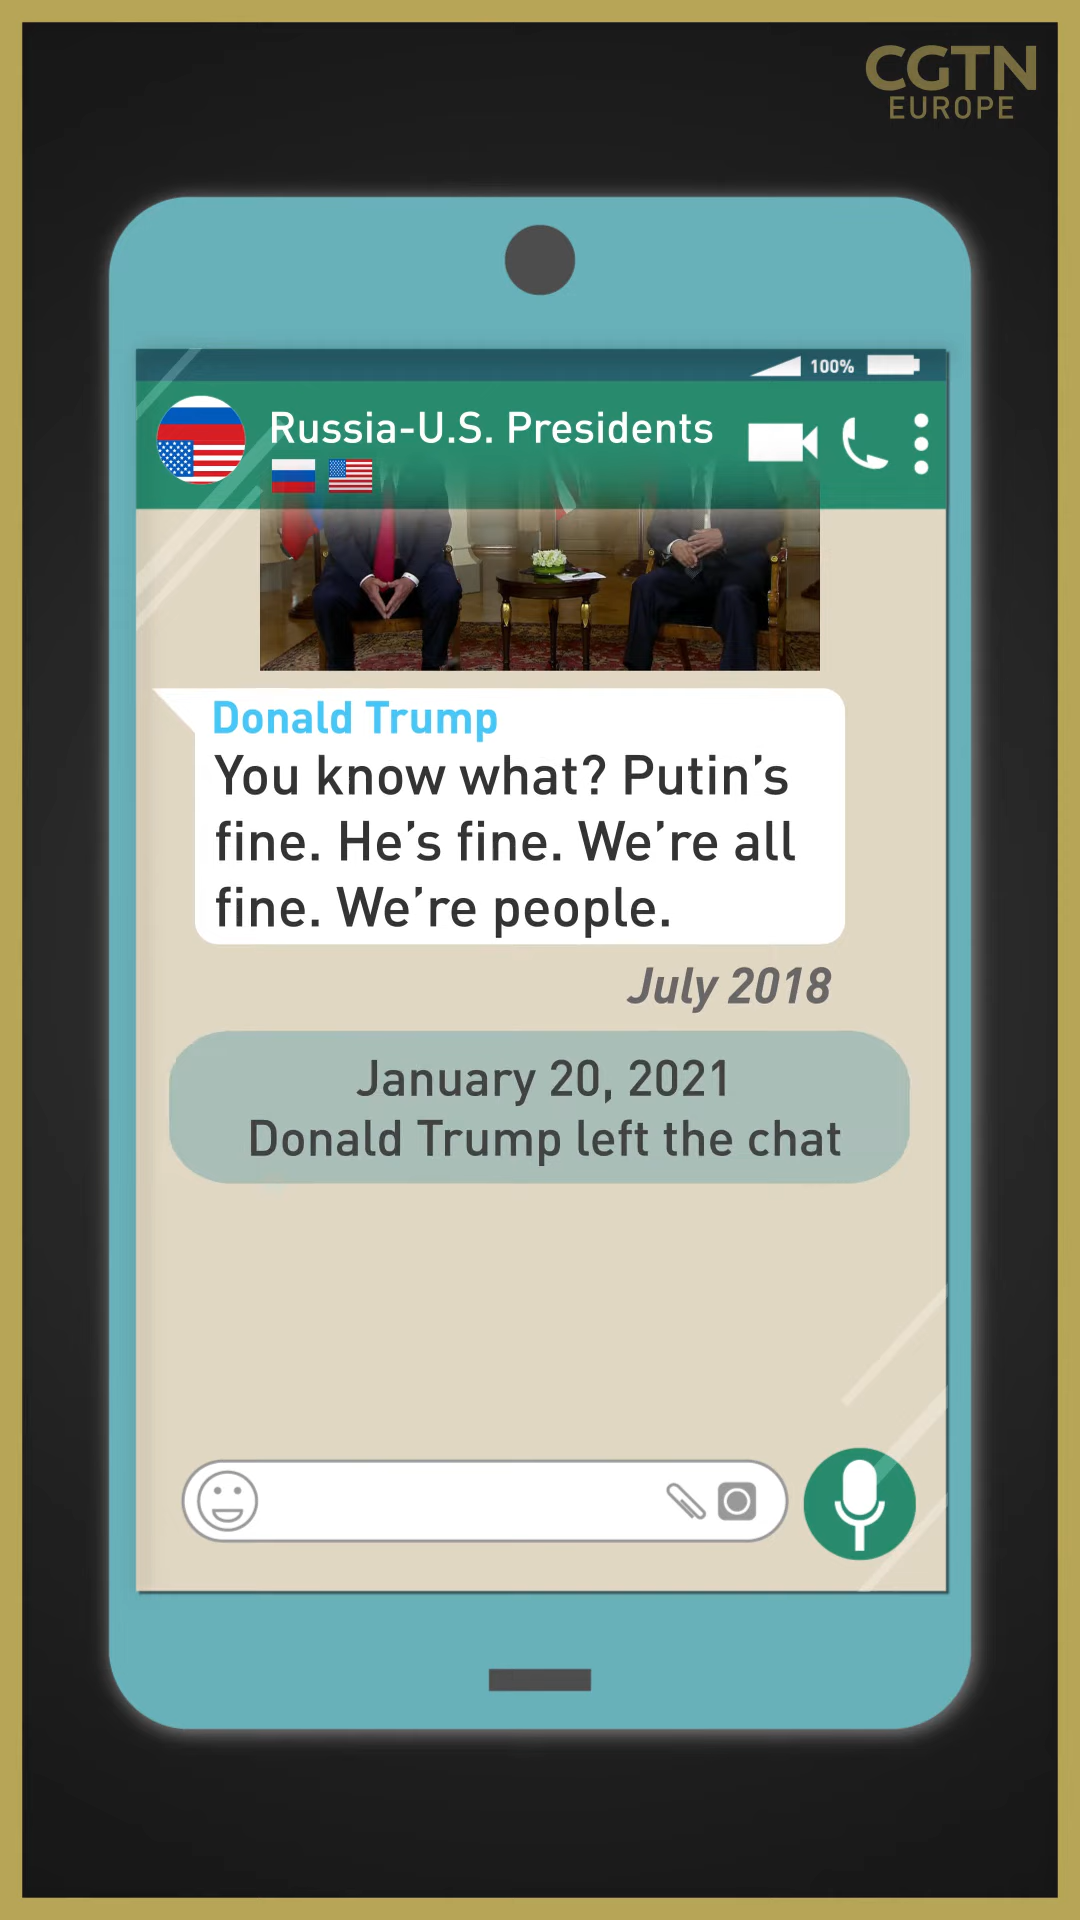 CGTN
EUROPE
100%
Russia-U.S. Presidents
Donald Trump
You know what? Putin’s
fine. He’s fine. We’re all
fine. We’re people.
July 2018
January 20, 2021
Donald Trump left the chat